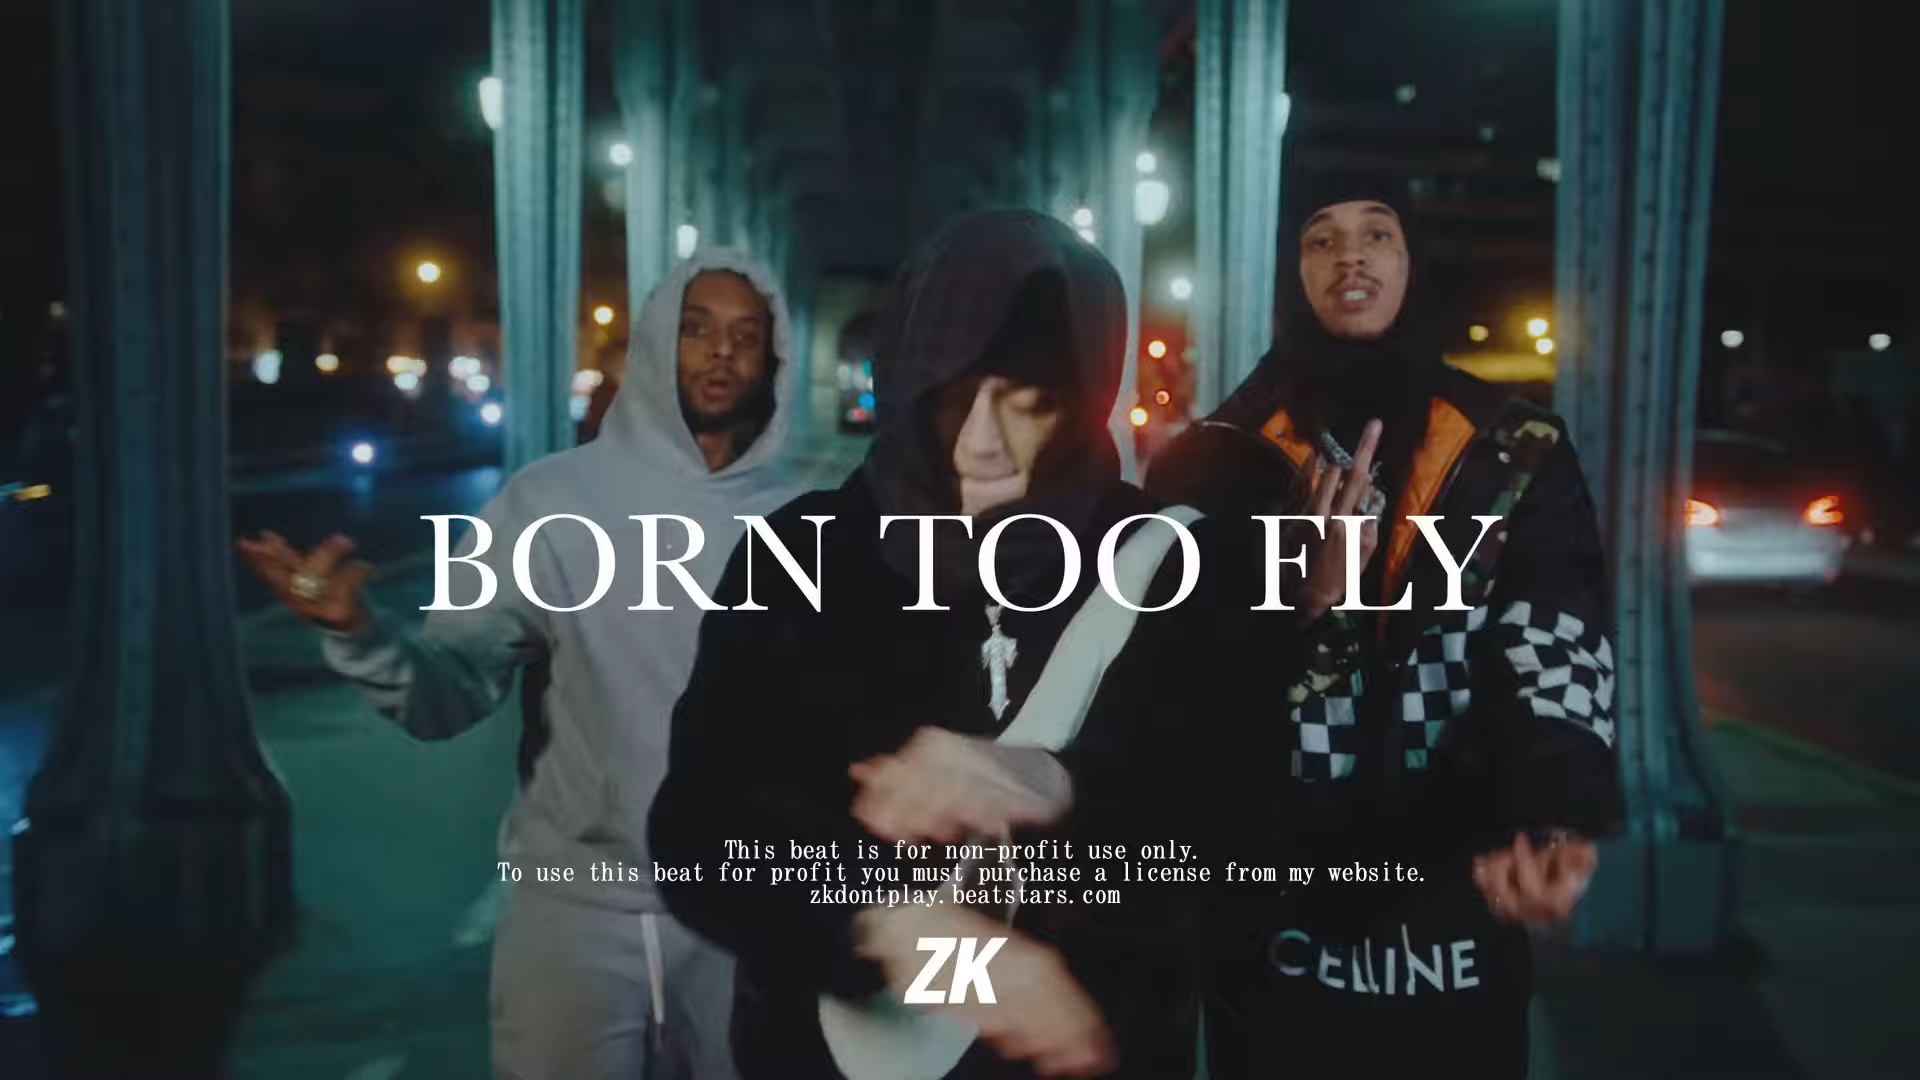 BORN TOO FLY
This beat is for non-profit use only.
To use this beat for profit you must purchase a license from my website.
zkdontplay.beatstars.com
ZK
CELINE